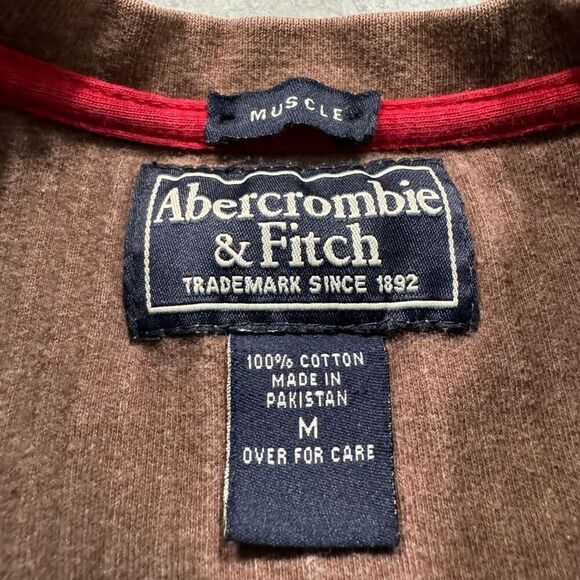 MUSCLE
Abercrombie
& Fitch
TRADEMARK SINCE 1892
100% COTTON
MADE IN
PAKISTAN
M
OVER FOR CARE